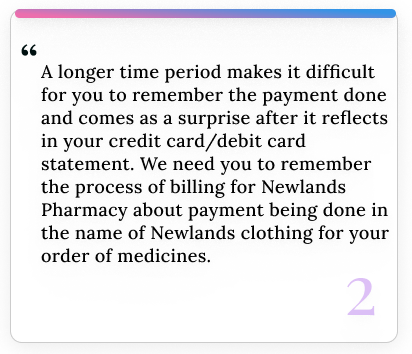 “
A longer time period makes it difficult
for you to remember the payment done
and comes as a surprise after it reflects
in your credit card/debit card
statement. We need you to remember
the process of billing for Newlands
Pharmacy about payment being done in
the name of Newlands clothing for your
order of medicines.
2